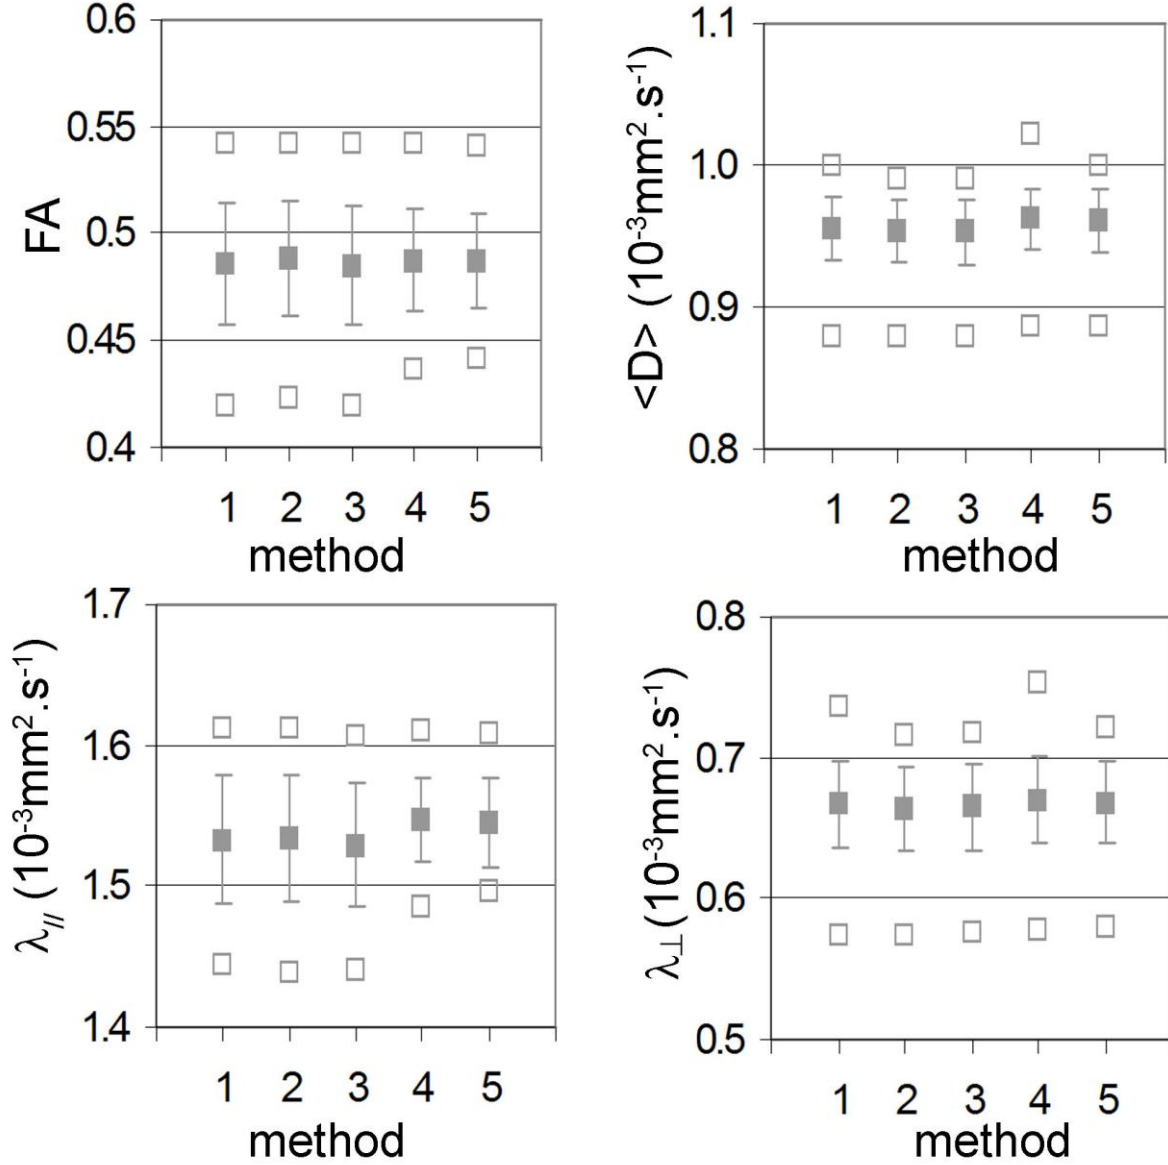 FA
0.6
0.55
0.5
0.45
0.4
1 2 3 4 5
method
<D> (10⁻³mm².s⁻¹)
1.1
1.0
0.9
0.8
1 2 3 4 5
method
λ// (10⁻³mm².s⁻¹)
1.7
1.6
1.5
1.4
1 2 3 4 5
method
λ⊥ (10⁻³mm².s⁻¹)
0.8
0.7
0.6
0.5
1 2 3 4 5
method